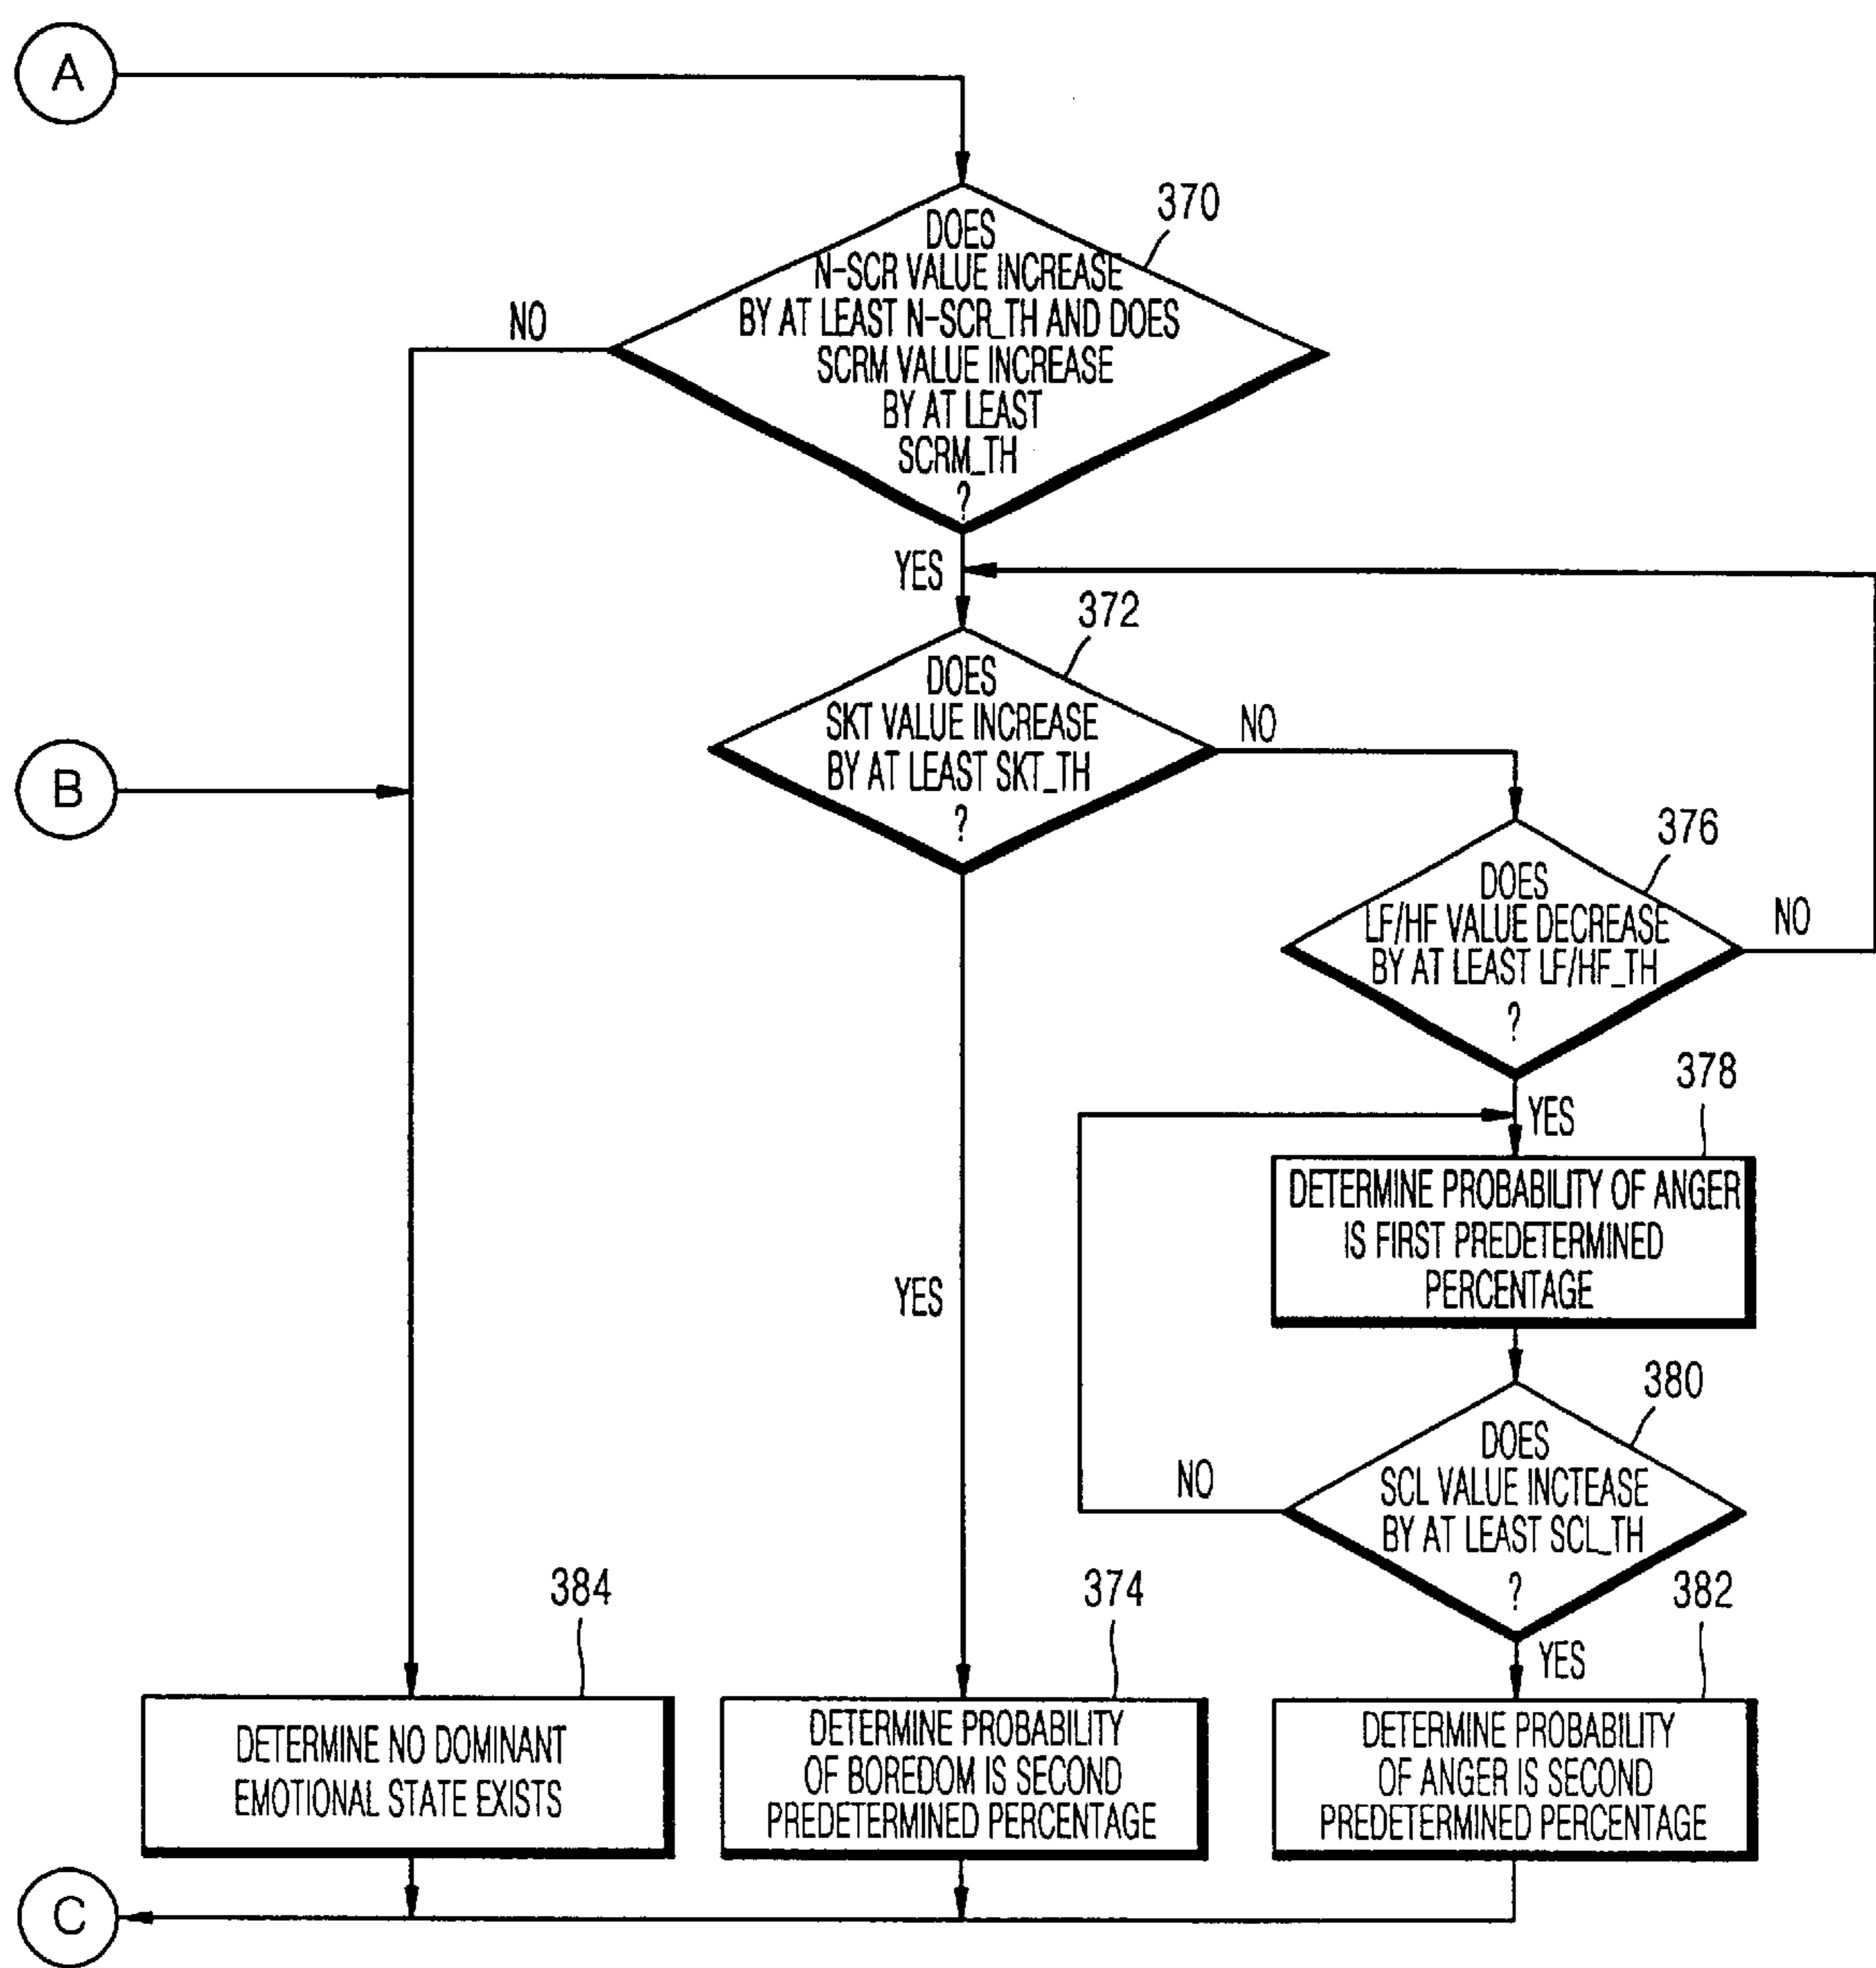 A
370
DOES
N-SCR VALUE INCREASE
BY AT LEAST N-SCR_TH AND DOES
SCRM VALUE INCREASE
BY AT LEAST
SCRM_TH
?
NO
YES
372
DOES
SKT VALUE INCREASE
BY AT LEAST SKT_TH
?
NO
B
376
DOES
LF/HF VALUE DECREASE
BY AT LEAST LF/HF_TH
?
NO
YES
378
DETERMINE PROBABILITY OF ANGER
IS FIRST PREDETERMINED
PERCENTAGE
YES
380
DOES
SCL VALUE INCTEASE
BY AT LEAST SCL_TH
?
NO
YES
384
DETERMINE NO DOMINANT
EMOTIONAL STATE EXISTS
374
DETERMINE PROBABILITY
OF BOREDOM IS SECOND
PREDETERMINED PERCENTAGE
382
DETERMINE PROBABILITY
OF ANGER IS SECOND
PREDETERMINED PERCENTAGE
C